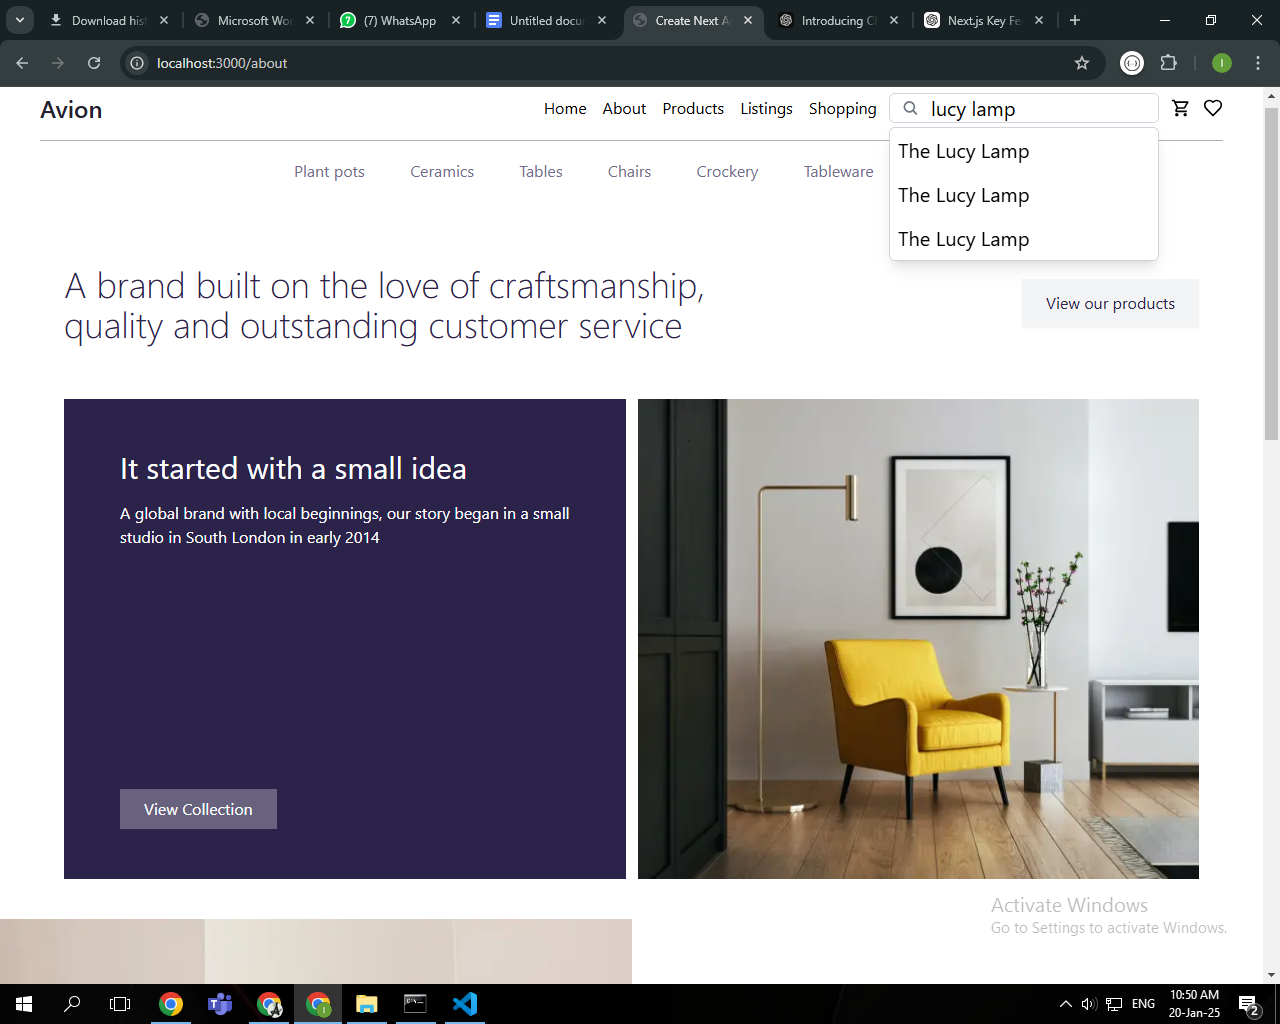 Download hist
Microsoft Wor
(7) WhatsApp
Untitled docu
Create Next A
Introducing C
Next.js Key Fe
localhost:3000/about
I
Avion
Home About Products Listings Shopping
lucy lamp
The Lucy Lamp
The Lucy Lamp
The Lucy Lamp
Plant pots Ceramics Tables Chairs Crockery Tableware
A brand built on the love of craftsmanship,
quality and outstanding customer service
View our products
It started with a small idea
A global brand with local beginnings, our story began in a small
studio in South London in early 2014
View Collection
Activate Windows
Go to Settings to activate Windows.
ENG
10:50 AM
20-Jan-25
2